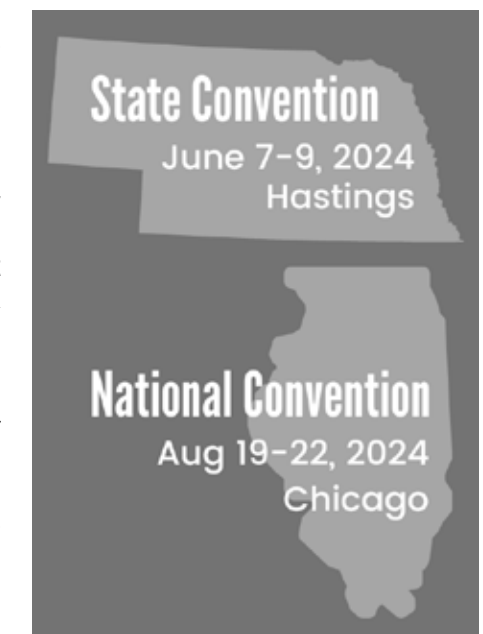 State Convention
June 7-9, 2024
Hastings
National Convention
Aug 19-22, 2024
Chicago